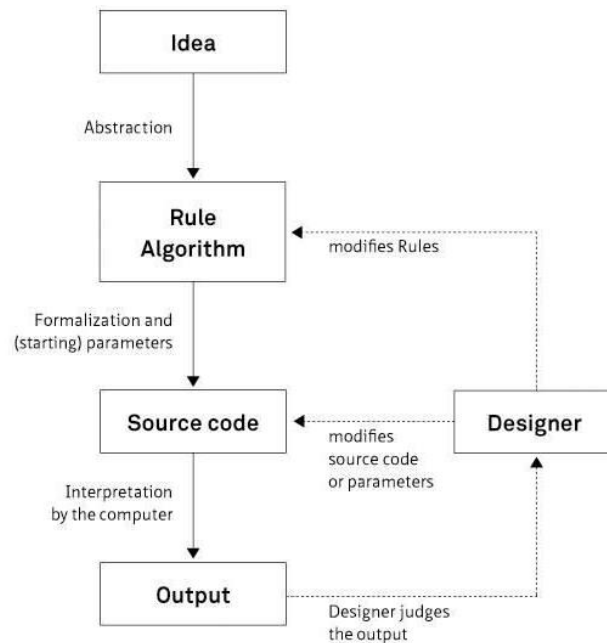 Idea
Abstraction
Rule
Algorithm
modifies Rules
Formalization and
(starting) parameters
Source code
Designer
modifies
source code
or parameters
Interpretation
by the computer
Output
Designer judges
the output